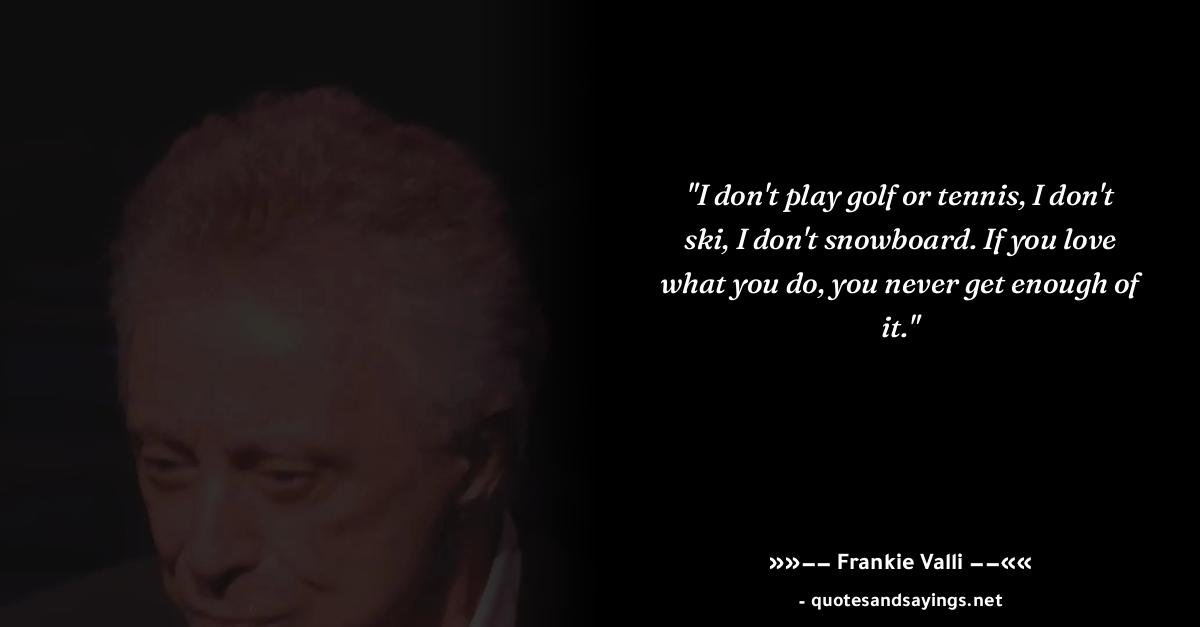 "I don't play golf or tennis, I don't
ski, I don't snowboard. If you love
what you do, you never get enough of
it."
»»–– Frankie Valli ––««
- quotesandsayings.net